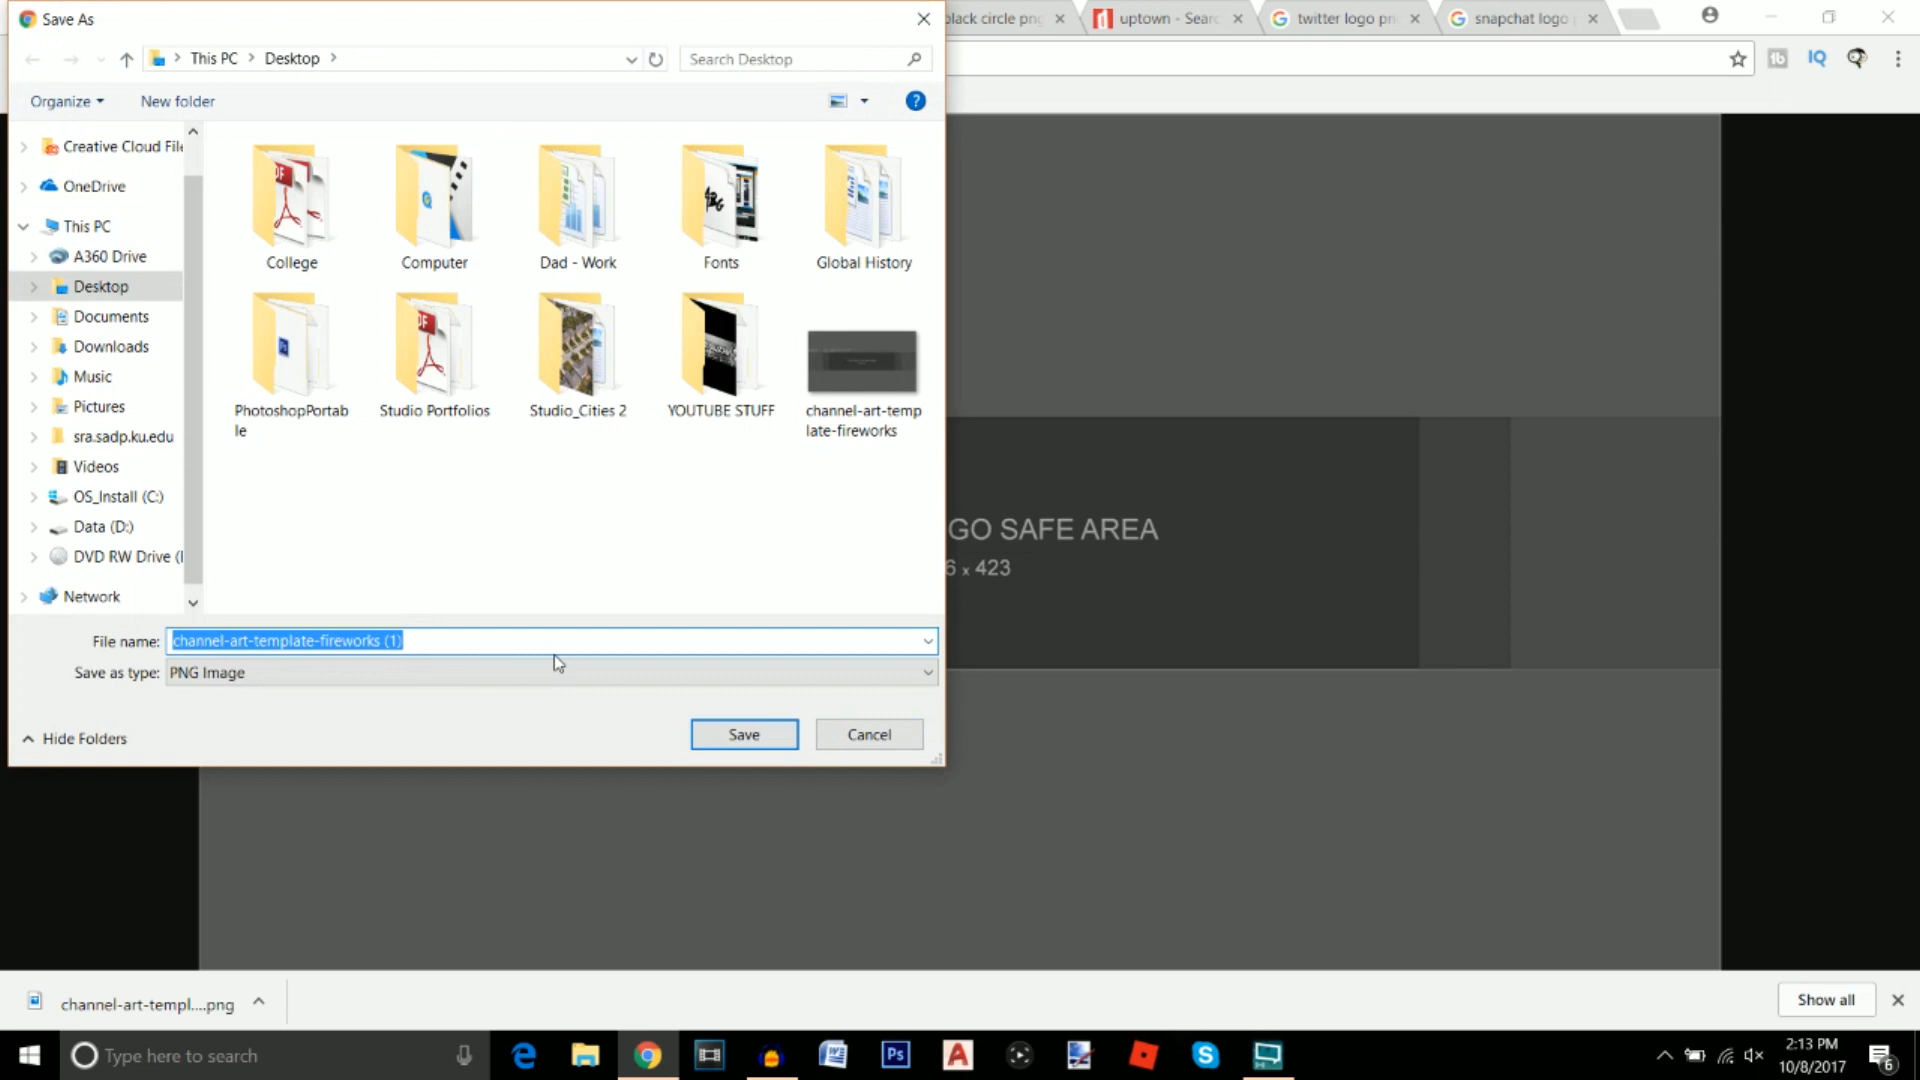 Save As
black circle png
uptown - Searc
twitter logo pn
snapchat logo
This PC
Desktop
Search Desktop
IQ
Organize
New folder
?
Creative Cloud File
OneDrive
This PC
A360 Drive
Desktop
Documents
Downloads
Music
Pictures
sra.sadp.ku.edu
Videos
OS_Install (C:)
Data (D:)
DVD RW Drive (
Network
College
Computer
Dad - Work
Fonts
Global History
PhotoshopPortab
le
Studio Portfolios
Studio_Cities 2
YOUTUBE STUFF
channel-art-temp
late-fireworks
GO SAFE AREA
6 x 423
File name:
channel-art-template-fireworks (1)
Save as type:
PNG Image
Hide Folders
Save
Cancel
channel-art-templ....png
Show all
Type here to search
Ps
2:13 PM
10/8/2017
6